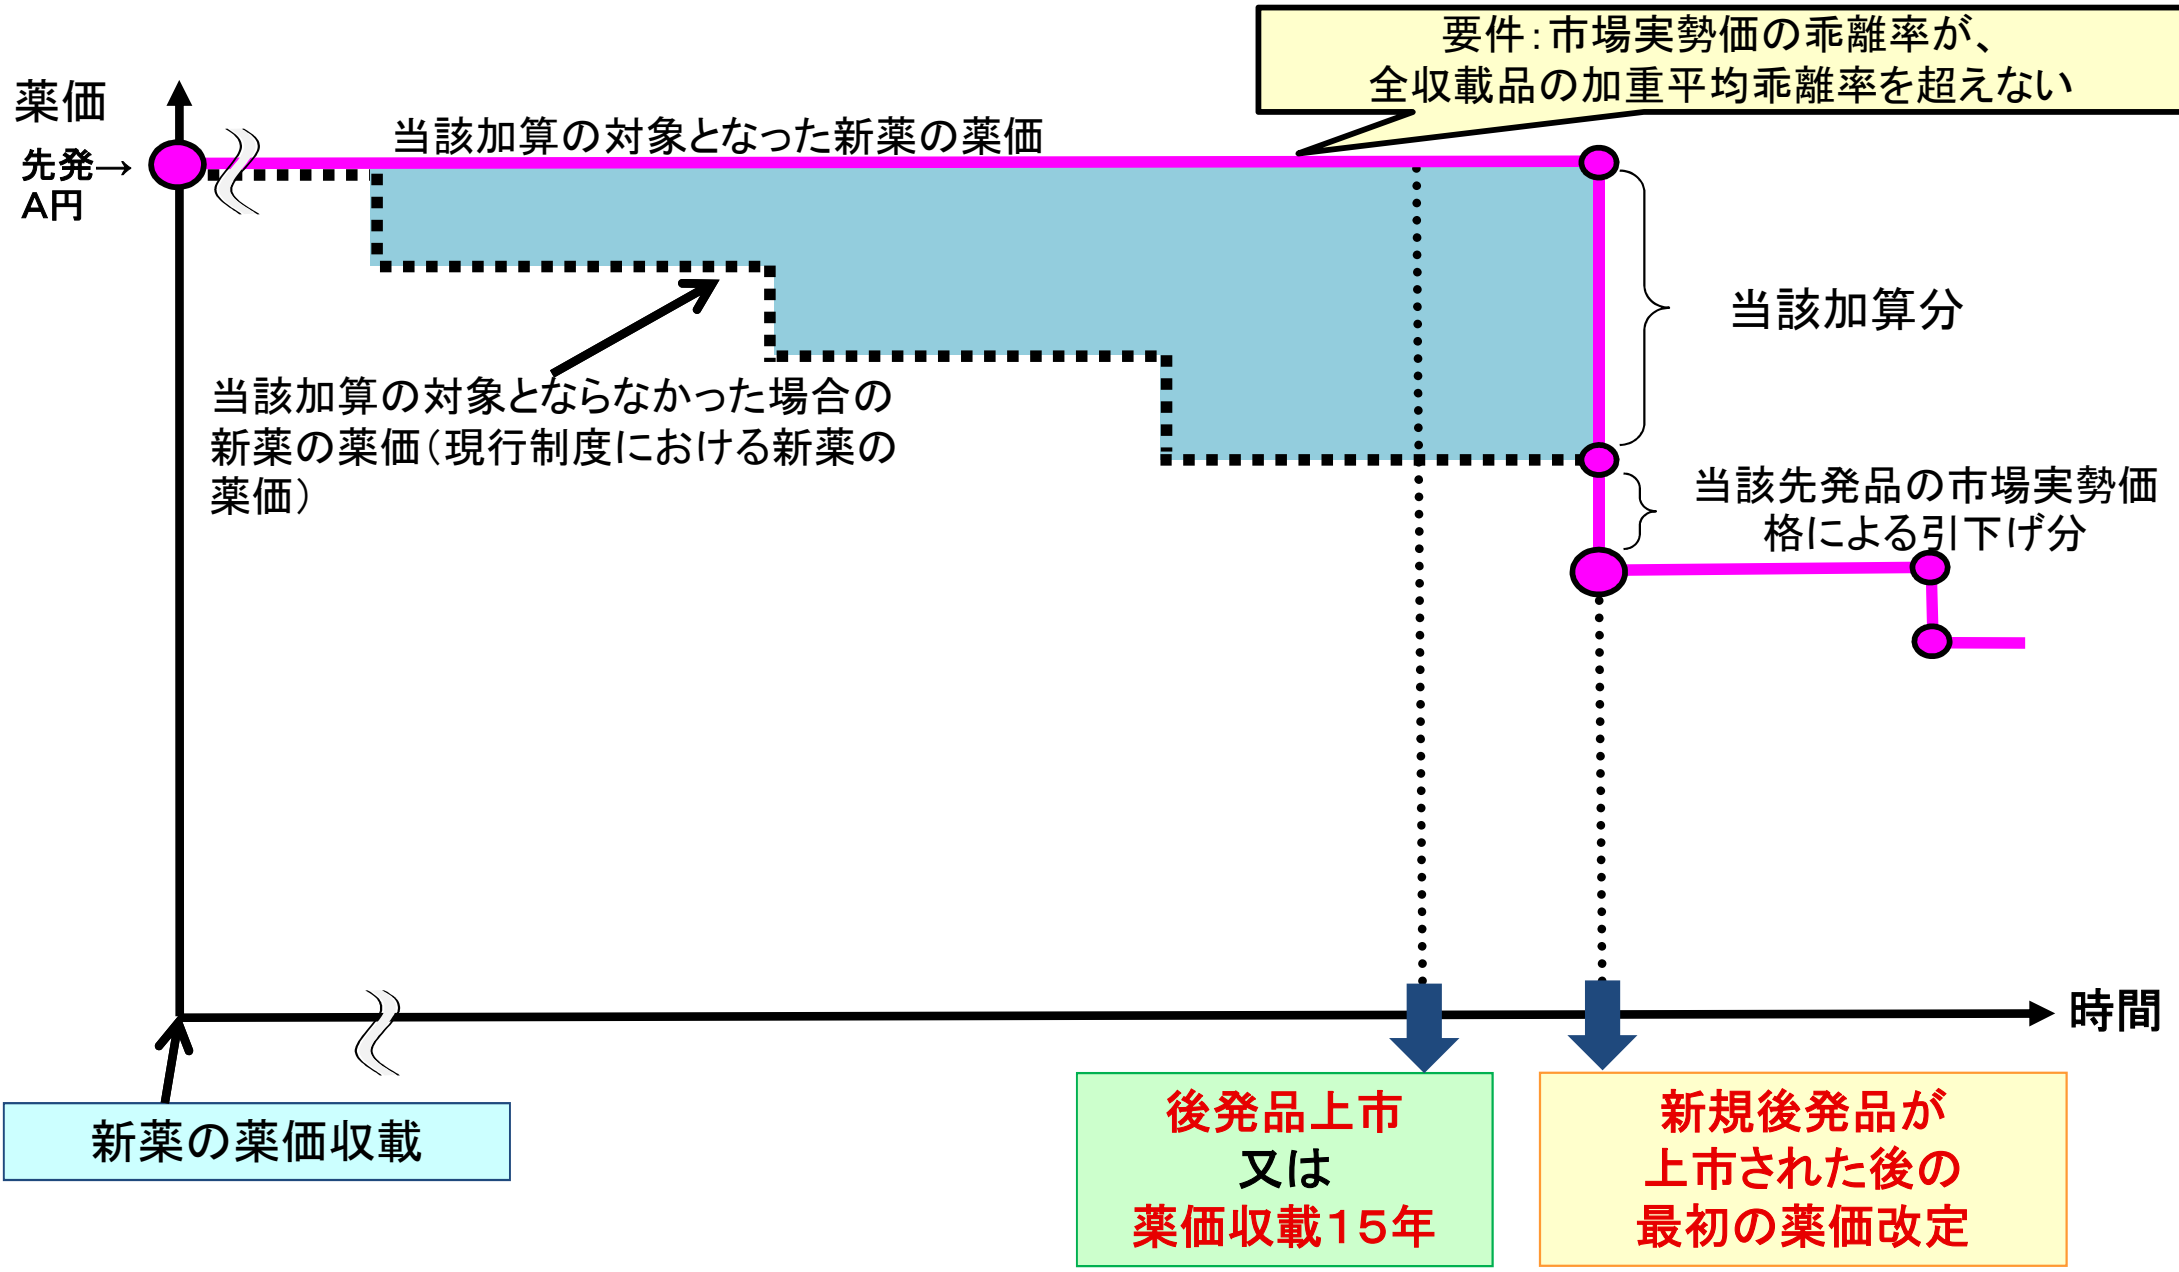 要件：市場実勢価の乖離率が、
全収載品の加重平均乖離率を超えない
薬価
当該加算の対象となった新薬の薬価
先発→
A円
当該加算分
当該加算の対象とならなかった場合の
新薬の薬価（現行制度における新薬の
薬価）
当該先発品の市場実勢価
格による引下げ分
時間
新薬の薬価収載
後発品上市
又は
薬価収載15年
新規後発品が
上市された後の
最初の薬価改定